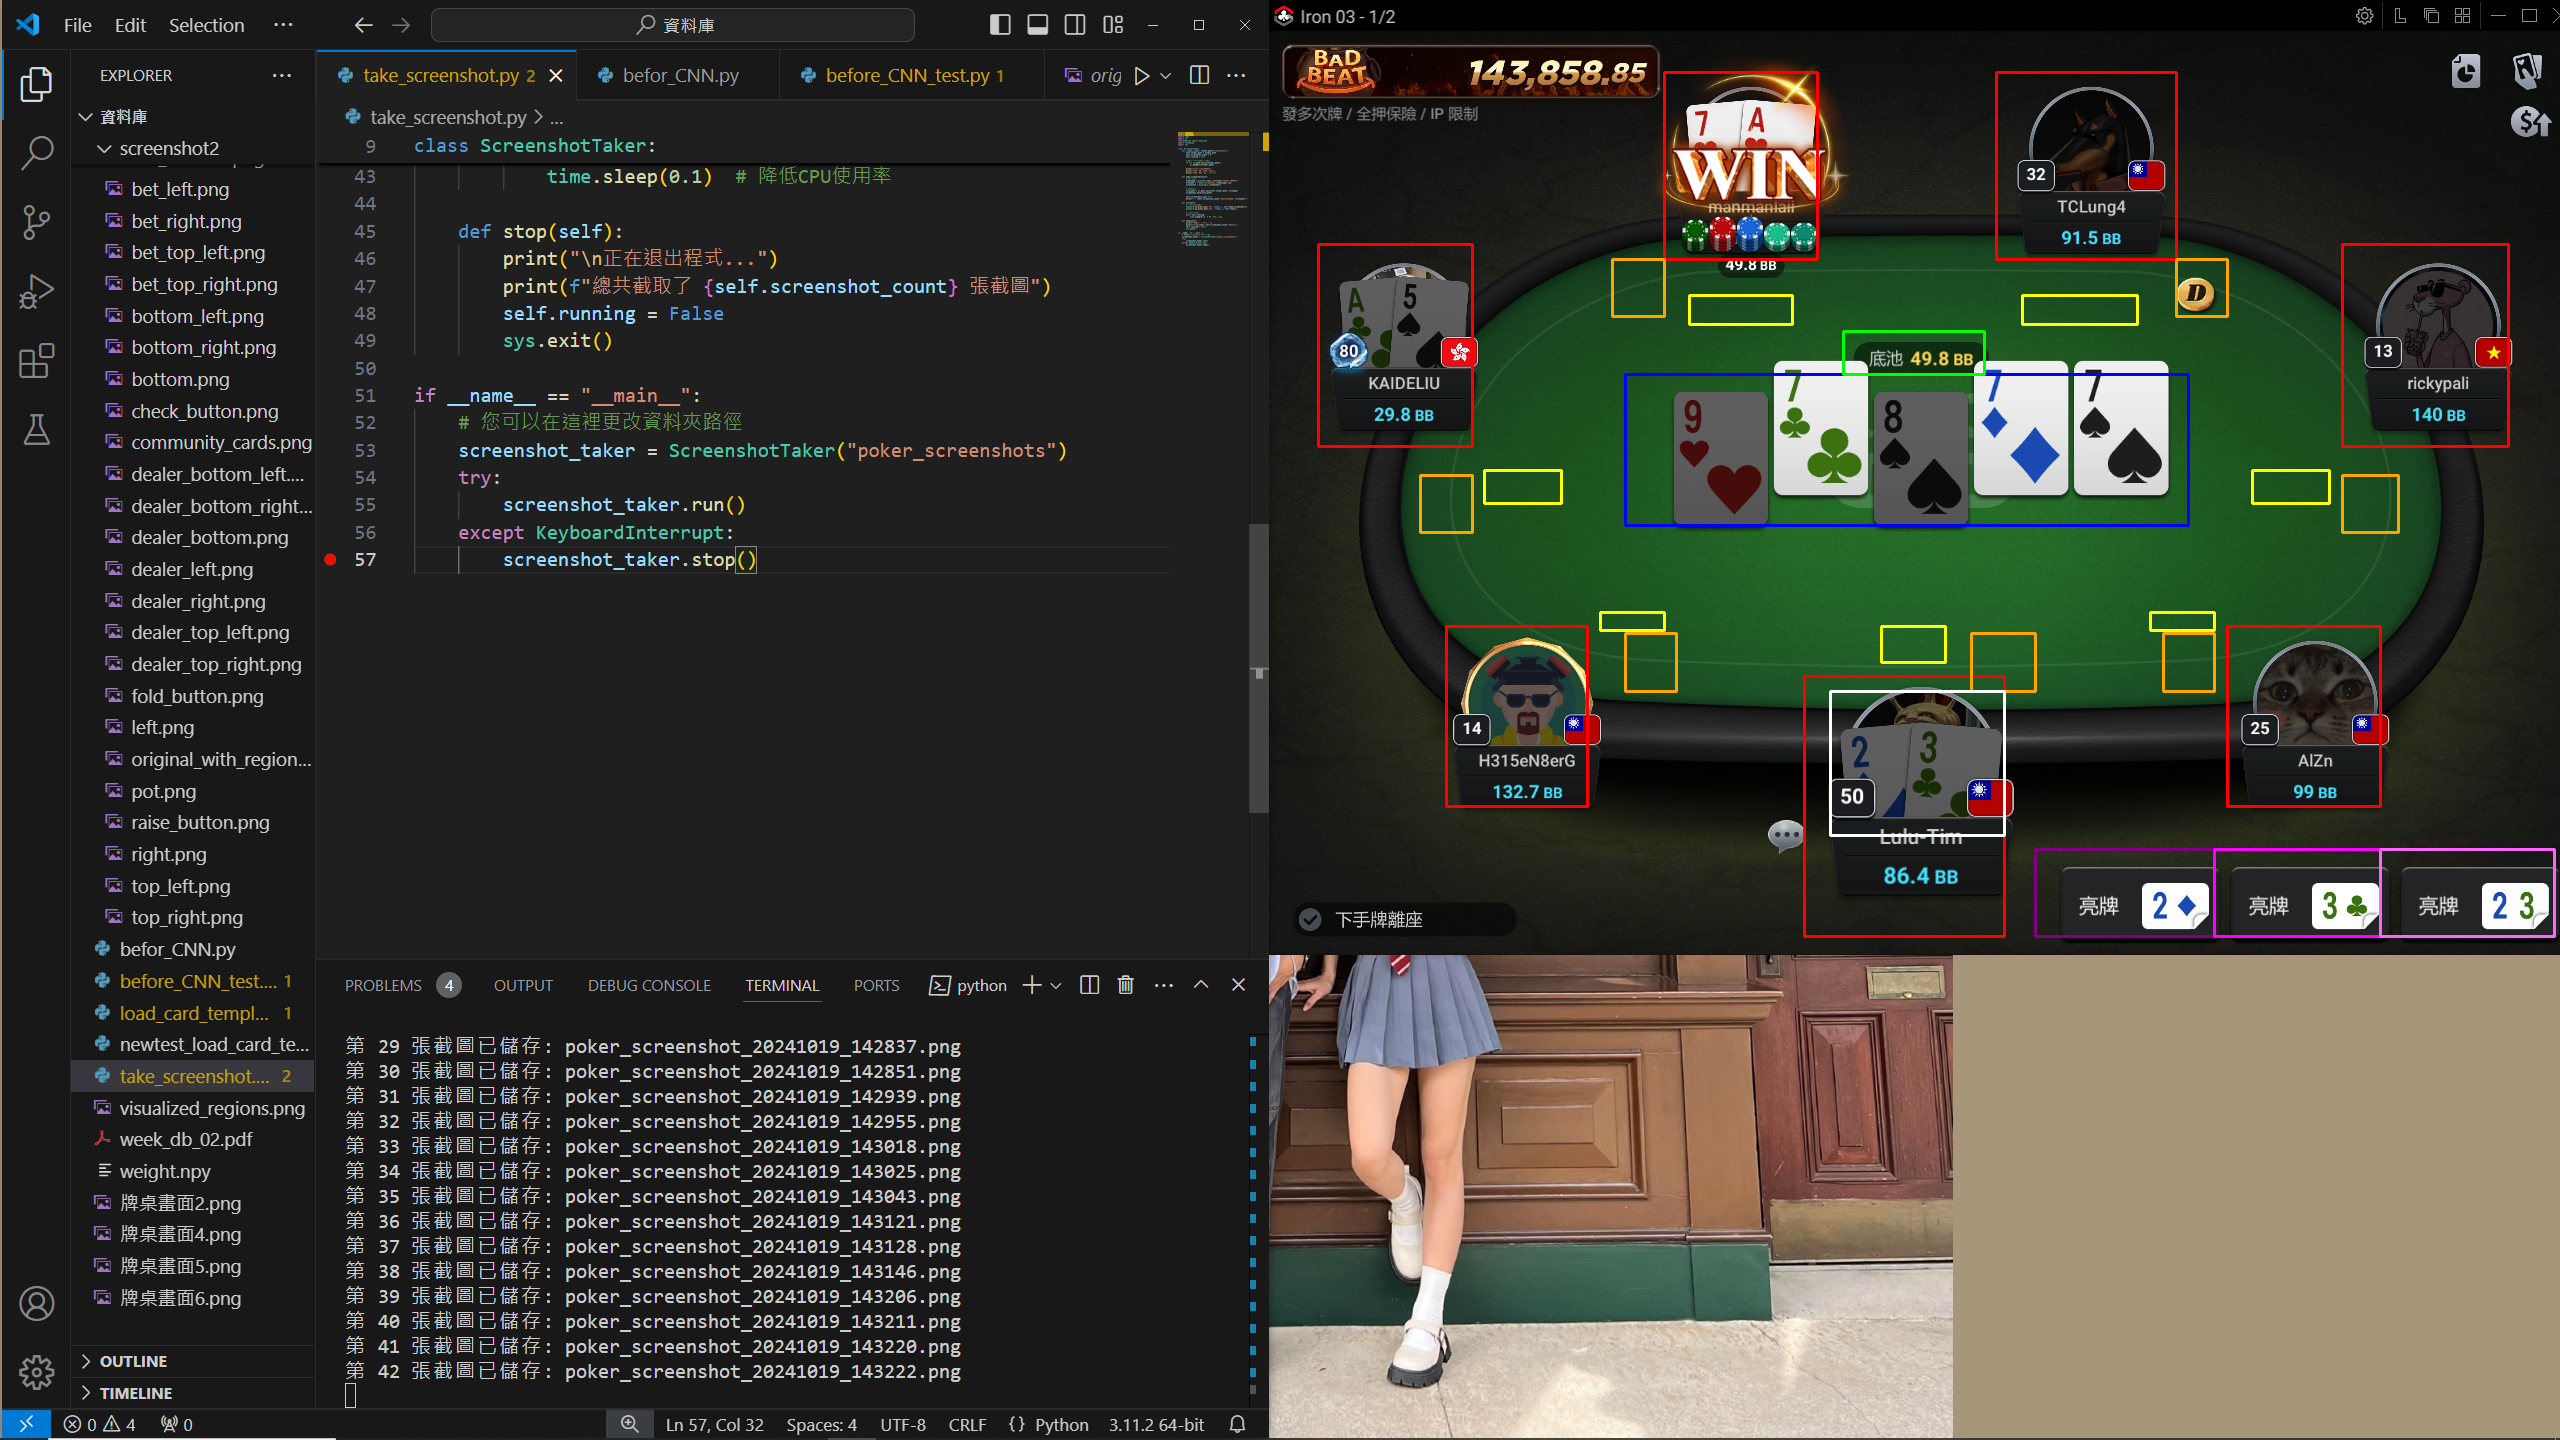 File Edit Selection ···
資料庫
EXPLORER ···
資料庫
screenshot2
bet_left.png
bet_right.png
bet_top_left.png
bet_top_right.png
bottom_left.png
bottom_right.png
bottom.png
check_button.png
community_cards.png
dealer_bottom_left....
dealer_bottom_right...
dealer_bottom.png
dealer_left.png
dealer_right.png
dealer_top_left.png
dealer_top_right.png
fold_button.png
left.png
original_with_region...
pot.png
raise_button.png
right.png
top_left.png
top_right.png
befor_CNN.py
before_CNN_test.... 1
load_card_templ... 1
newtest_load_card_te...
take_screenshot.... 2
visualized_regions.png
week_db_02.pdf
weight.npy
牌桌畫面2.png
牌桌畫面4.png
牌桌畫面5.png
牌桌畫面6.png
OUTLINE
TIMELINE
take_screenshot.py 2
befor_CNN.py
before_CNN_test.py 1
orig
take_screenshot.py > ...
9 class ScreenshotTaker:
43 time.sleep(0.1) # 降低CPU使用率
44
45 def stop(self):
46 print("\n正在退出程式...")
47 print(f"總共截取了 {self.screenshot_count} 張截圖")
48 self.running = False
49 sys.exit()
50
51 if __name__ == "__main__":
52 # 您可以在這裡更改資料夾路徑
53 screenshot_taker = ScreenshotTaker("poker_screenshots")
54 try:
55 screenshot_taker.run()
56 except KeyboardInterrupt:
57 screenshot_taker.stop()
PROBLEMS 4 OUTPUT DEBUG CONSOLE TERMINAL PORTS python
第 29 張截圖已儲存: poker_screenshot_20241019_142837.png
第 30 張截圖已儲存: poker_screenshot_20241019_142851.png
第 31 張截圖已儲存: poker_screenshot_20241019_142939.png
第 32 張截圖已儲存: poker_screenshot_20241019_142955.png
第 33 張截圖已儲存: poker_screenshot_20241019_143018.png
第 34 張截圖已儲存: poker_screenshot_20241019_143025.png
第 35 張截圖已儲存: poker_screenshot_20241019_143043.png
第 36 張截圖已儲存: poker_screenshot_20241019_143121.png
第 37 張截圖已儲存: poker_screenshot_20241019_143128.png
第 38 張截圖已儲存: poker_screenshot_20241019_143146.png
第 39 張截圖已儲存: poker_screenshot_20241019_143206.png
第 40 張截圖已儲存: poker_screenshot_20241019_143211.png
第 41 張截圖已儲存: poker_screenshot_20241019_143220.png
第 42 張截圖已儲存: poker_screenshot_20241019_143222.png
0 4 0
Ln 57, Col 32 Spaces: 4 UTF-8 CRLF {} Python 3.11.2 64-bit
Iron 03 - 1/2
BAD BEAT 143,858.85
發多次牌 / 全押保險 / IP 限制
7 A
WIN
manmanlaii
49.8 BB
32
TCLung4
91.5 BB
A 5
80
KAIDELIU
29.8 BB
13
rickypali
140 BB
D
底池 49.8 BB
9 7 8 7 7
14
H315eN8erG
132.7 BB
2 3
50
Lulu-Tim
86.4 BB
25
AlZn
99 BB
下手牌離座
亮牌 2
亮牌 3
亮牌 2 3